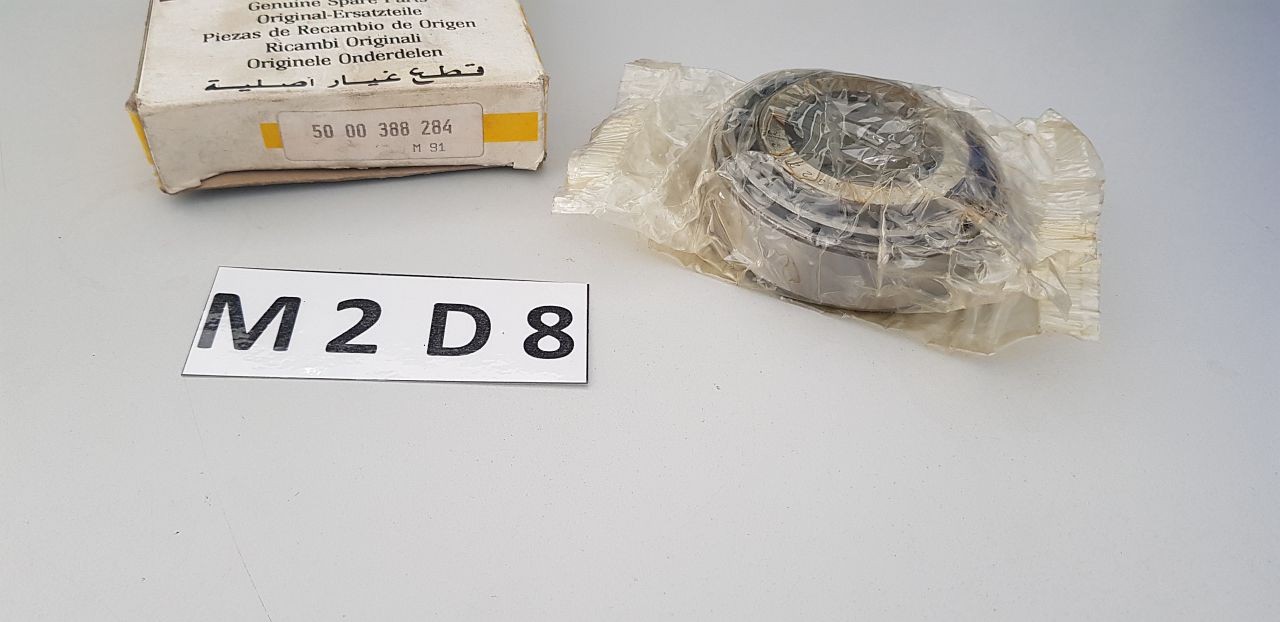 Genuine Spare Parts
Original-Ersatzteile
Piezas de Recambio de Origen
Ricambi Originali
Originele Onderdelen
قطع غيار أصلية
50 00 388 284
M 91
M 2 D 8